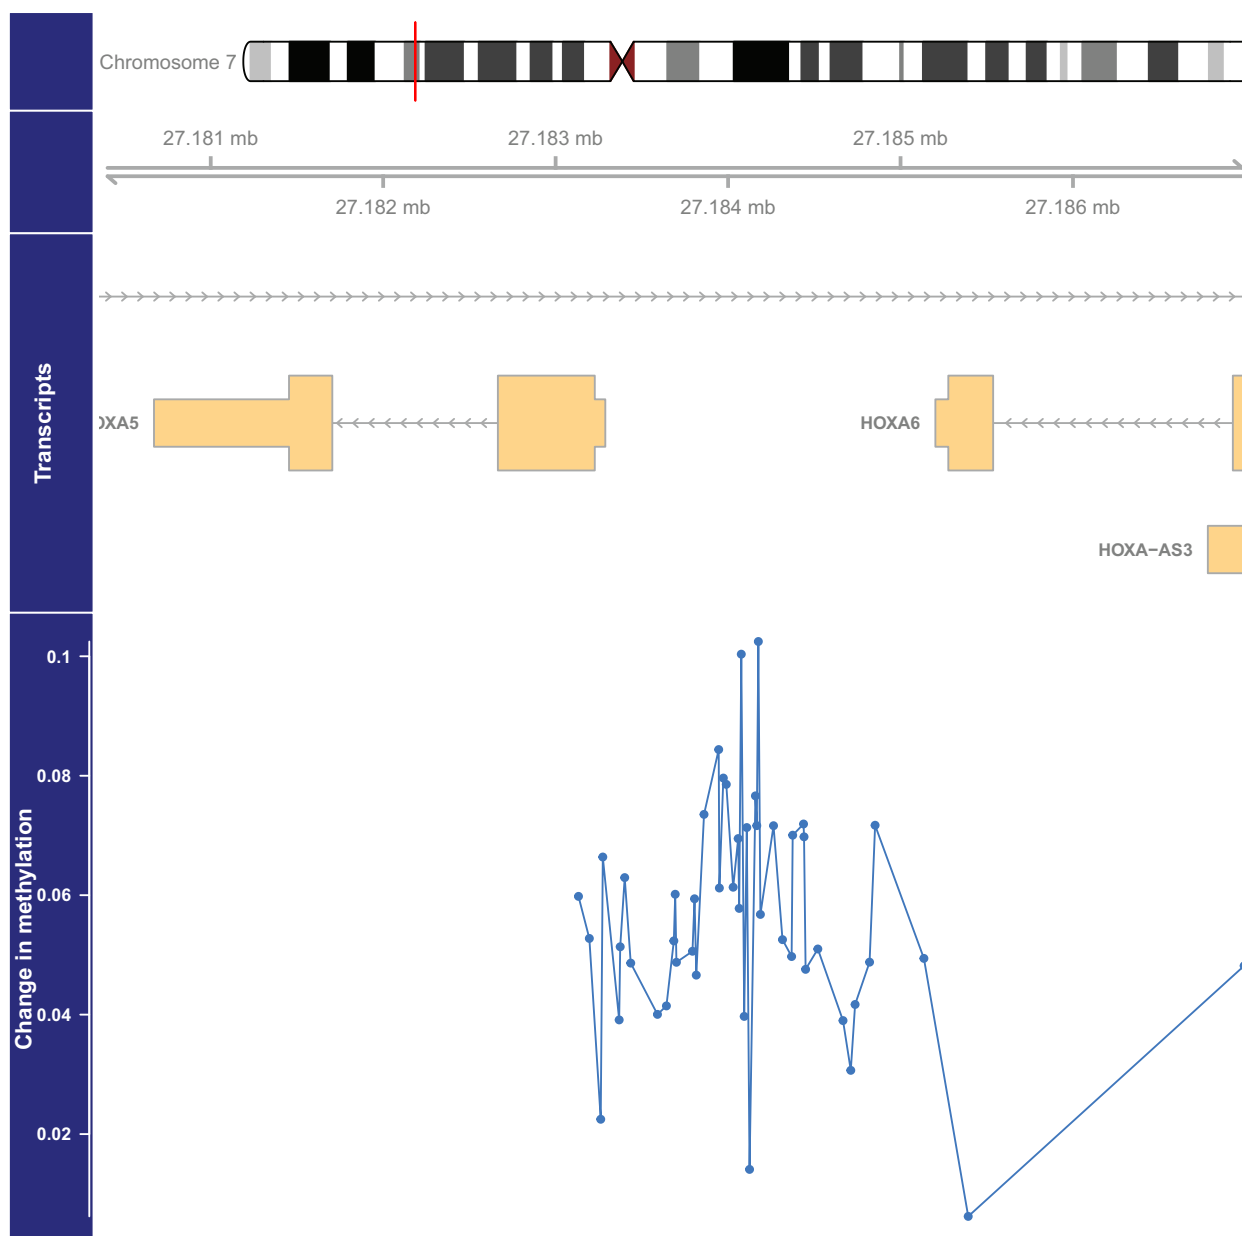 Chromosome 7
27.181 mb
27.183 mb
27.185 mb
27.182 mb
27.184 mb
27.186 mb
Transcripts
OXA5
HOXA6
HOXA−AS3
Change in methylation
0.1
0.08
0.06
0.04
0.02